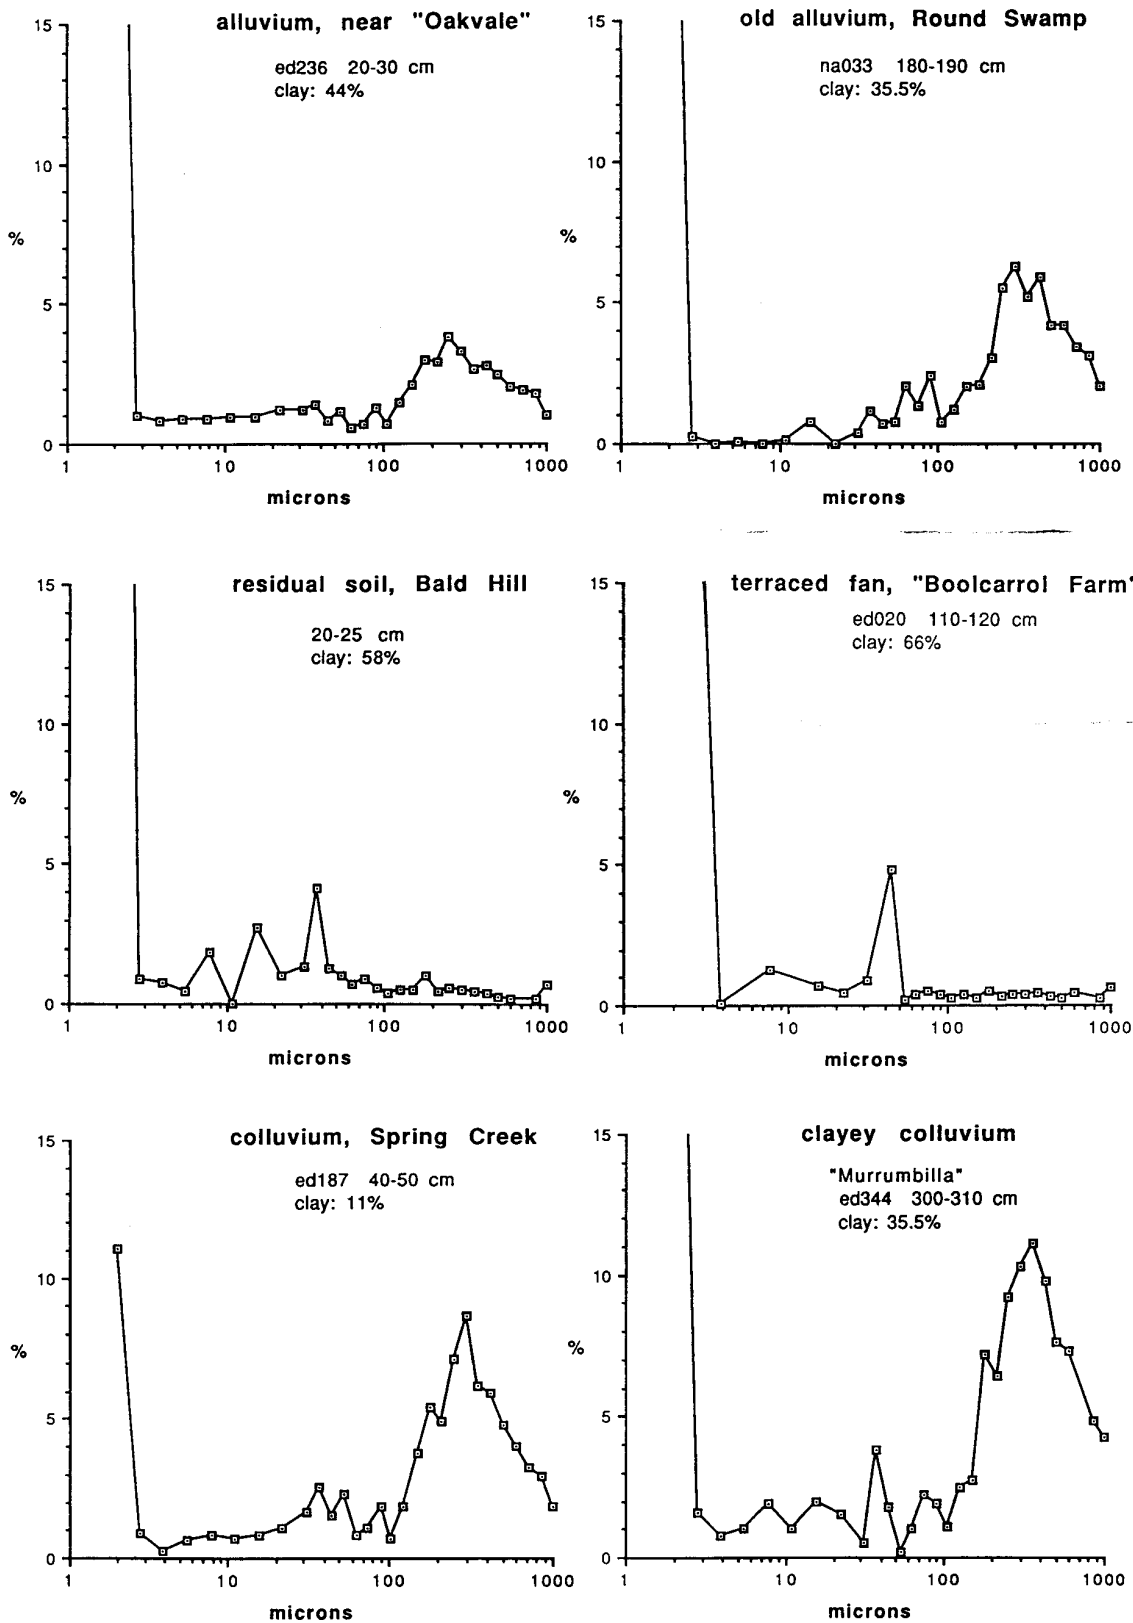 alluvium, near "Oakvale"
ed236 20-30 cm
clay: 44%
15
10
%
5
0
1
10
100
1000
microns
old alluvium, Round Swamp
na033 180-190 cm
clay: 35.5%
15
10
%
5
0
1
10
100
1000
microns
residual soil, Bald Hill
20-25 cm
clay: 58%
15
10
%
5
0
1
10
100
1000
microns
terraced fan, "Boolcarrol Farm"
ed020 110-120 cm
clay: 66%
15
10
%
5
0
1
10
100
1000
microns
colluvium, Spring Creek
ed187 40-50 cm
clay: 11%
15
10
%
5
0
1
10
100
1000
microns
clayey colluvium
"Murrumbilla"
ed344 300-310 cm
clay: 35.5%
15
10
%
5
0
1
10
100
1000
microns